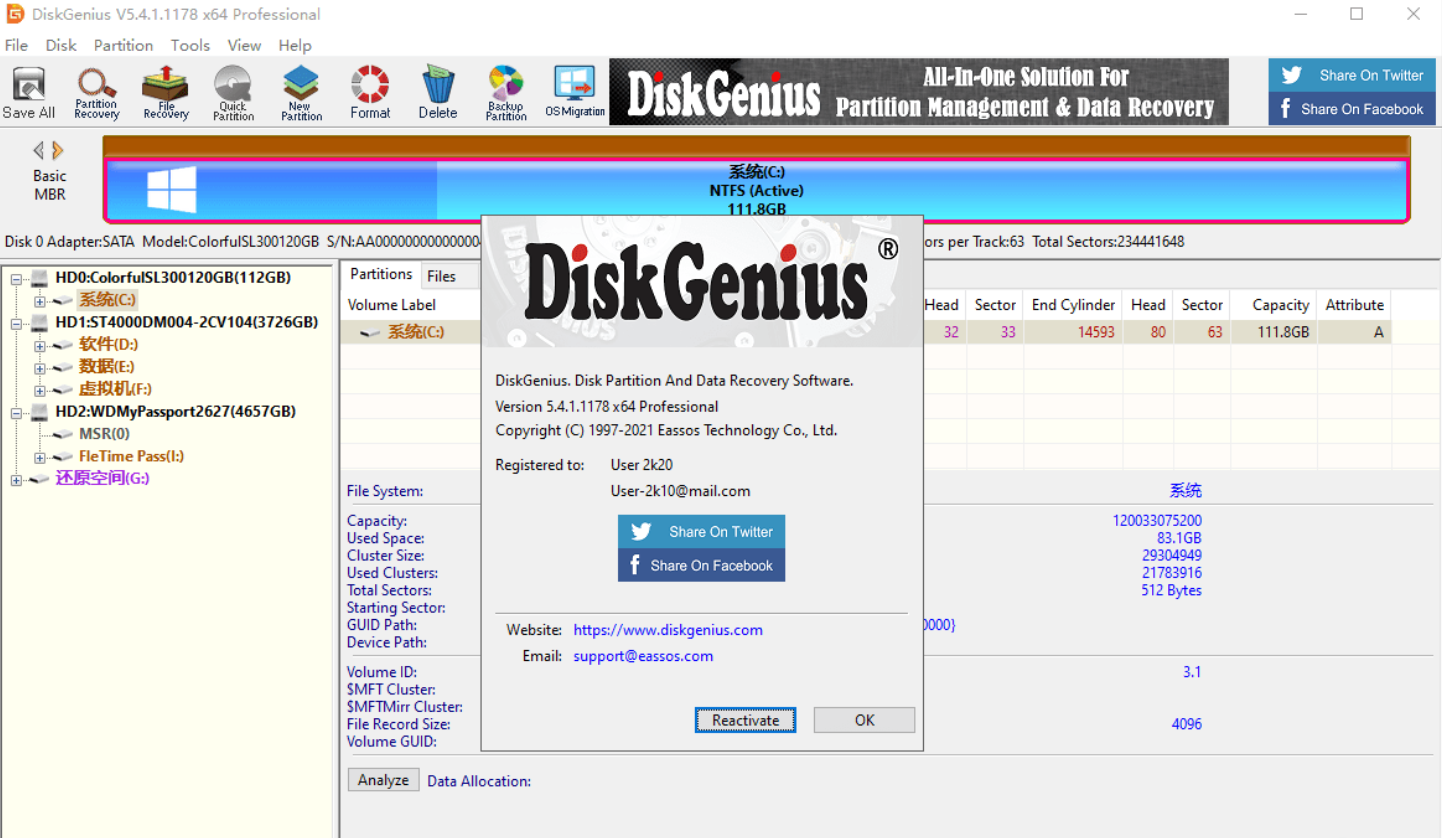 DiskGenius V5.4.1.1178 x64 Professional
File Disk Partition Tools View Help
Save All
Partition Recovery
File Recovery
Quick Partition
New Partition
Format
Delete
Backup Partition
OS Migration
DiskGenius
All-In-One Solution For
Partition Management & Data Recovery
Share On Twitter
Share On Facebook
Basic
MBR
系统(C:)
NTFS (Active)
111.8GB
Disk 0 Adapter:SATA Model:ColorfulSL300120GB S/N:AA00000000000004
ors per Track:63 Total Sectors:234441648
HD0:ColorfulSL300120GB(112GB)
系统(C:)
HD1:ST4000DM004-2CV104(3726GB)
软件(D:)
数据(E:)
虚拟机(F:)
HD2:WDMyPassport2627(4657GB)
MSR(0)
FleTime Pass(I:)
还原空间(G:)
Partitions Files
Volume Label Head Sector End Cylinder Head Sector Capacity Attribute
系统(C:) 32 33 14593 80 63 111.8GB A
File System: 系统
Capacity: 120033075200
Used Space: 83.1GB
Cluster Size: 29304949
Used Clusters: 21783916
Total Sectors: 512 Bytes
Starting Sector:
GUID Path: 0000}
Device Path:
Volume ID: 3.1
$MFT Cluster:
$MFTMirr Cluster:
File Record Size: 4096
Volume GUID:
Analyze Data Allocation:
DiskGenius®
DiskGenius. Disk Partition And Data Recovery Software.
Version 5.4.1.1178 x64 Professional
Copyright (C) 1997-2021 Eassos Technology Co., Ltd.
Registered to: User 2k20
User-2k10@mail.com
Share On Twitter
Share On Facebook
Website: https://www.diskgenius.com
Email: support@eassos.com
Reactivate OK